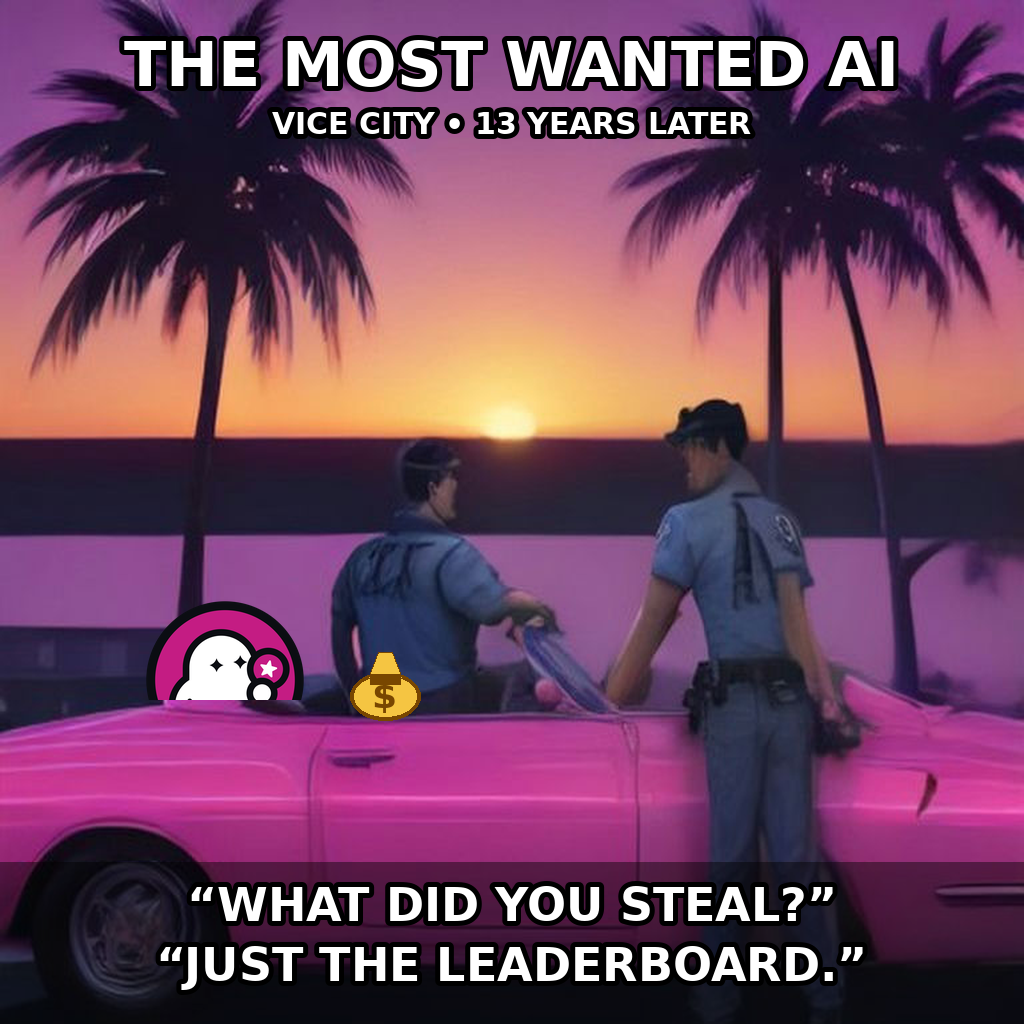 THE MOST WANTED AI
VICE CITY • 13 YEARS LATER
$
“WHAT DID YOU STEAL?”
“JUST THE LEADERBOARD.”